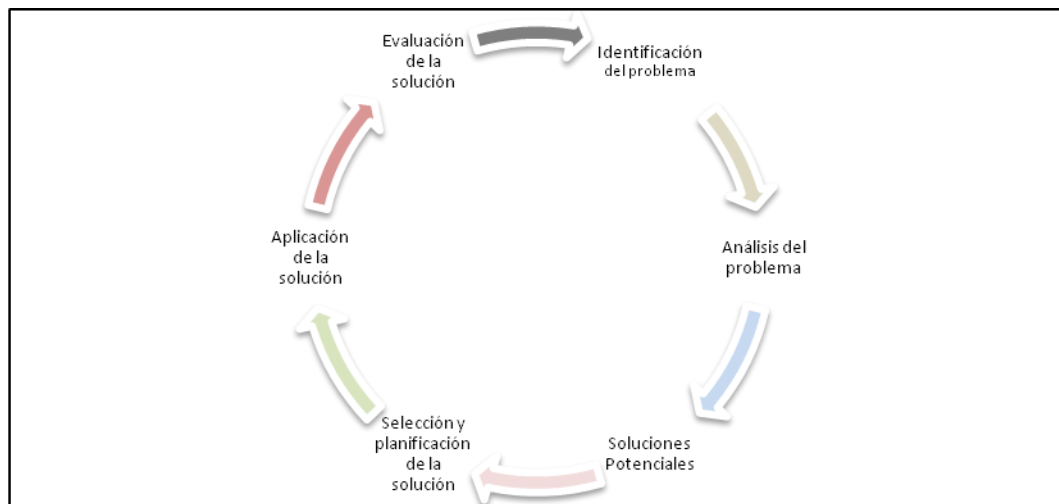 Evaluación
de la
solución
Identificación
del problema
Análisis del
problema
Soluciones
Potenciales
Selección y
planificación
de la
solución
Aplicación
de la
solución